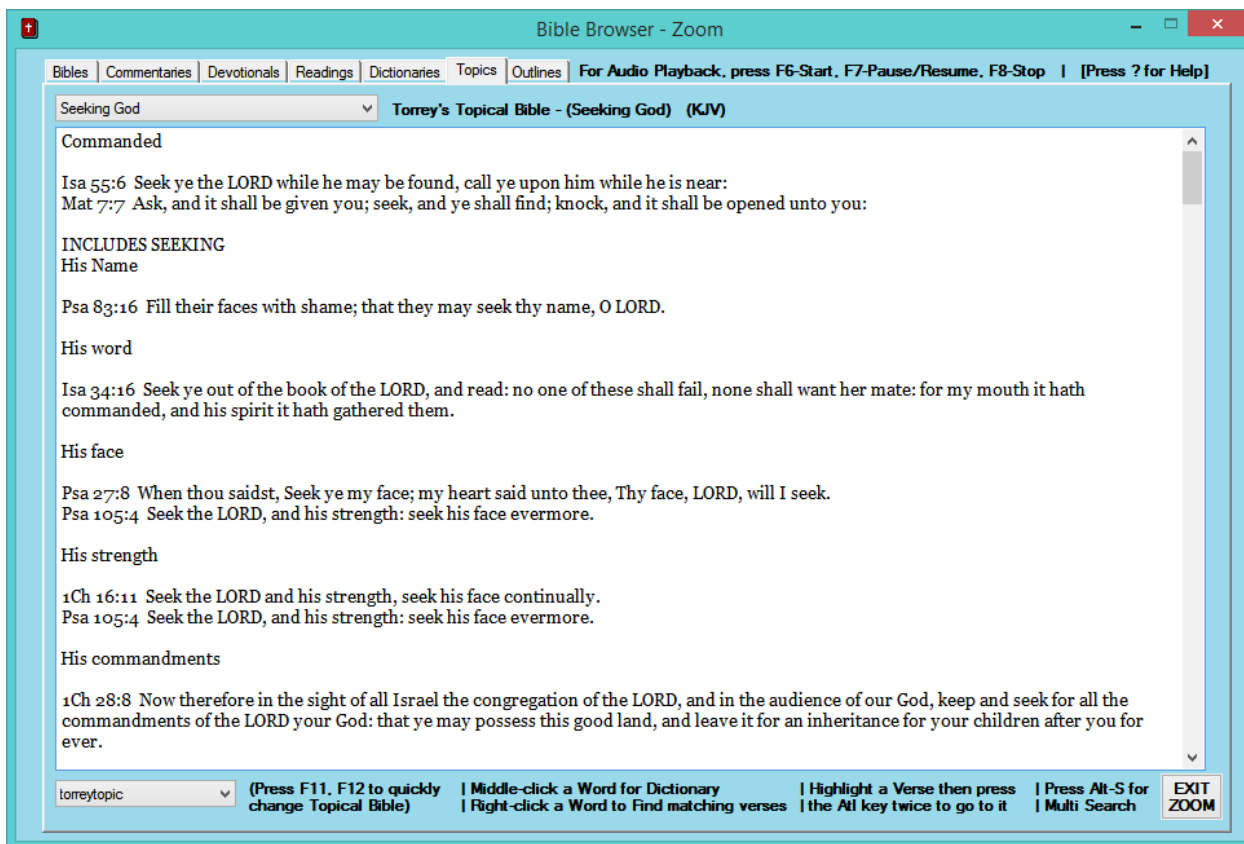 Bible Browser - Zoom
Bibles Commentaries Devotionals Readings Dictionaries Topics Outlines For Audio Playback, press F6-Start, F7-Pause/Resume, F8-Stop | [Press ? for Help]
Seeking God Torrey's Topical Bible - (Seeking God) (KJV)
Commanded
Isa 55:6 Seek ye the LORD while he may be found, call ye upon him while he is near:
Mat 7:7 Ask, and it shall be given you; seek, and ye shall find; knock, and it shall be opened unto you:
INCLUDES SEEKING
His Name
Psa 83:16 Fill their faces with shame; that they may seek thy name, O LORD.
His word
Isa 34:16 Seek ye out of the book of the LORD, and read: no one of these shall fail, none shall want her mate: for my mouth it hath
commanded, and his spirit it hath gathered them.
His face
Psa 27:8 When thou saidst, Seek ye my face; my heart said unto thee, Thy face, LORD, will I seek.
Psa 105:4 Seek the LORD, and his strength: seek his face evermore.
His strength
1Ch 16:11 Seek the LORD and his strength, seek his face continually.
Psa 105:4 Seek the LORD, and his strength: seek his face evermore.
His commandments
1Ch 28:8 Now therefore in the sight of all Israel the congregation of the LORD, and in the audience of our God, keep and seek for all the
commandments of the LORD your God: that ye may possess this good land, and leave it for an inheritance for your children after you for
ever.
torreytopic (Press F11, F12 to quickly | Middle-click a Word for Dictionary | Highlight a Verse then press | Press Alt-S for EXIT
change Topical Bible) | Right-click a Word to Find matching verses | the Atl key twice to go to it | Multi Search ZOOM